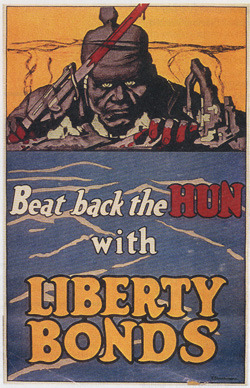 Beat back the HUN
with
LIBERTY
BONDS